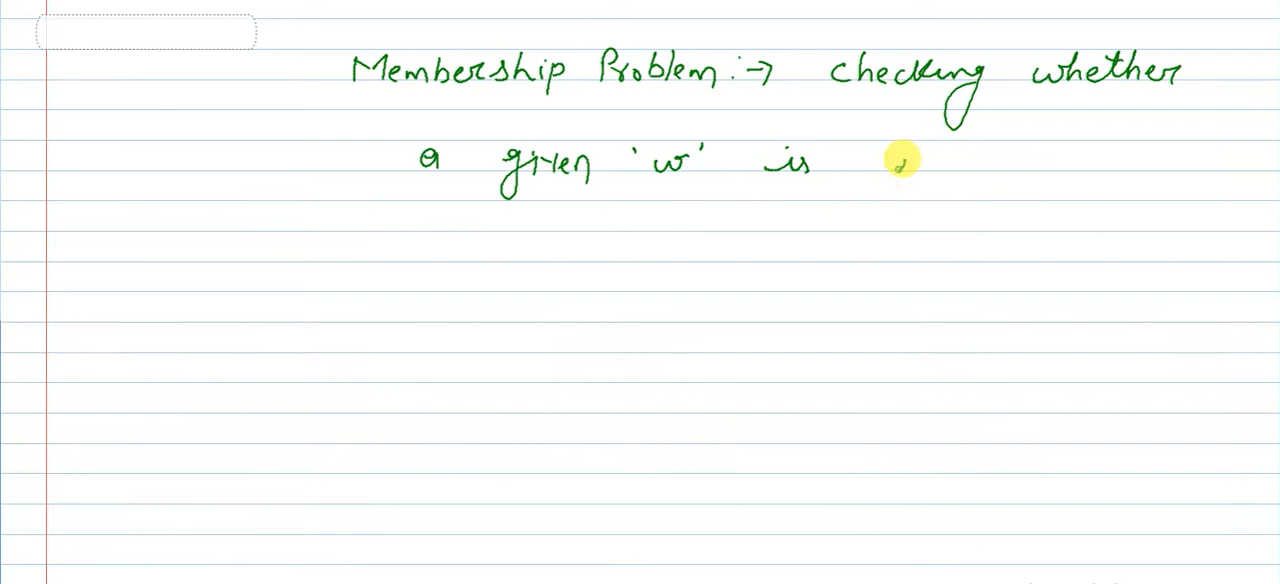 Membership Problem :→ checking whether
a given 'w' is